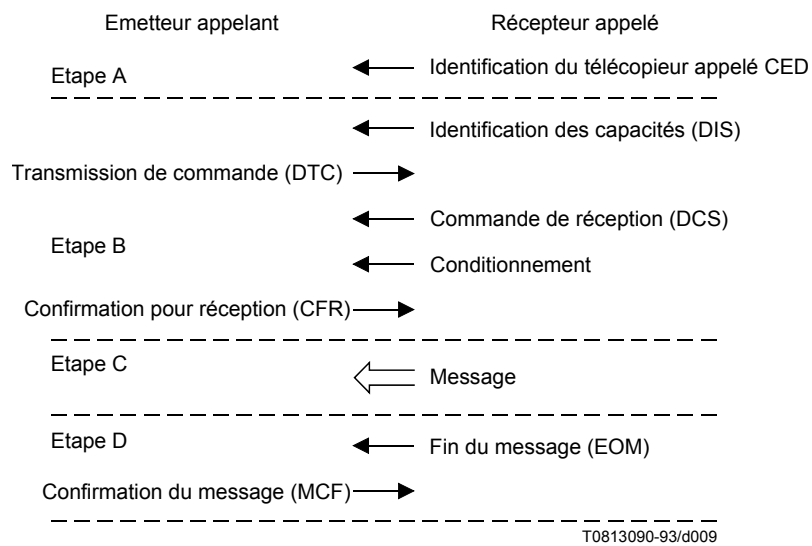 Emetteur appelant Récepteur appelé
Etape A Identification du télécopieur appelé CED
Identification des capacités (DIS)
Transmission de commande (DTC)
Commande de réception (DCS)
Etape B
Conditionnement
Confirmation pour réception (CFR)
Etape C
Message
Etape D Fin du message (EOM)
Confirmation du message (MCF)
T0813090-93/d009